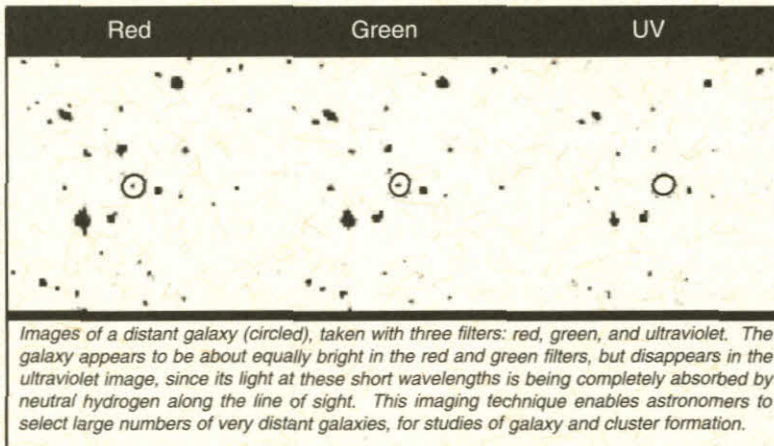 Red Green UV
Images of a distant galaxy (circled), taken with three filters: red, green, and ultraviolet. The
galaxy appears to be about equally bright in the red and green filters, but disappears in the
ultraviolet image, since its light at these short wavelengths is being completely absorbed by
neutral hydrogen along the line of sight. This imaging technique enables astronomers to
select large numbers of very distant galaxies, for studies of galaxy and cluster formation.